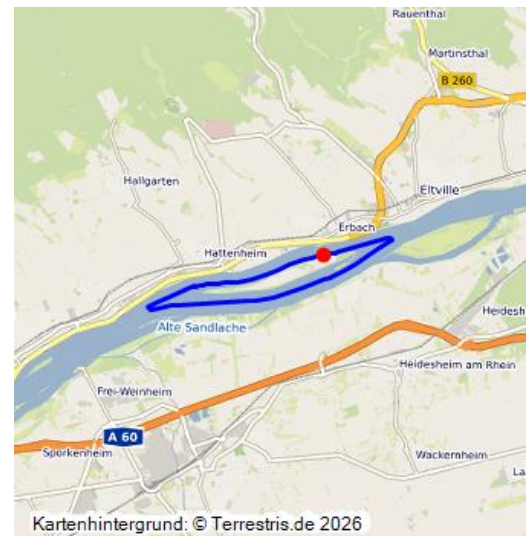 Rauenthal
Martinsthal
B 260
Hallgarten
Eltville
Erbach
Hattenheim
Alte Sandlache
Heidesh
Heidesheim am Rhein
Frei-Weinheim
A 60
Sporkenheim
Wackernheim
La
Kartenhintergrund: © Terrestris.de 2026